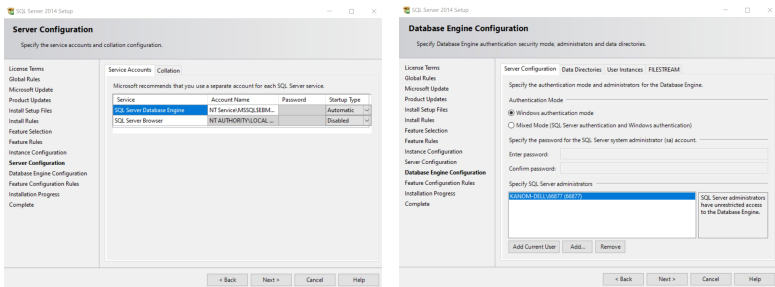 SQL Server 2014 Setup
Server Configuration
Specify the service accounts and collation configuration.
License Terms
Global Rules
Microsoft Update
Product Updates
Install Setup Files
Install Rules
Feature Selection
Feature Rules
Instance Configuration
Server Configuration
Database Engine Configuration
Feature Configuration Rules
Installation Progress
Complete
Service Accounts Collation
Microsoft recommends that you use a separate account for each SQL Server service.
Service Account Name Password Startup Type
SQL Server Database Engine NT Service\MSSQL$EBM... Automatic
SQL Server Browser NT AUTHORITY\LOCAL ... Disabled
< Back Next > Cancel Help
SQL Server 2014 Setup
Database Engine Configuration
Specify Database Engine authentication security mode, administrators and data directories.
License Terms
Global Rules
Microsoft Update
Product Updates
Install Setup Files
Install Rules
Feature Selection
Feature Rules
Instance Configuration
Server Configuration
Database Engine Configuration
Feature Configuration Rules
Installation Progress
Complete
Server Configuration Data Directories User Instances FILESTREAM
Specify the authentication mode and administrators for the Database Engine.
Authentication Mode
Windows authentication mode
Mixed Mode (SQL Server authentication and Windows authentication)
Specify the password for the SQL Server system administrator (sa) account.
Enter password:
Confirm password:
Specify SQL Server administrators
KANOM-DELL\66877 (66877)
SQL Server administrators
have unrestricted access
to the Database Engine.
Add Current User Add... Remove
< Back Next > Cancel Help